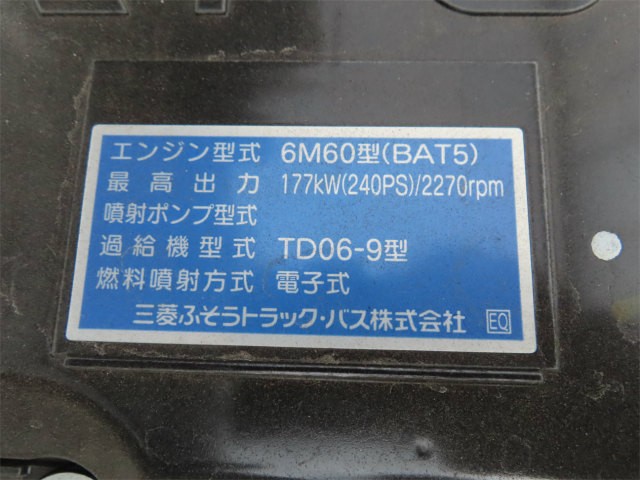 エンジン型式 6M60型(BAT5)
最高出力 177kW(240PS)/2270rpm
噴射ポンプ型式
過給機型式 TD06-9型
燃料噴射方式 電子式
三菱ふそうトラック・バス株式会社 EQ